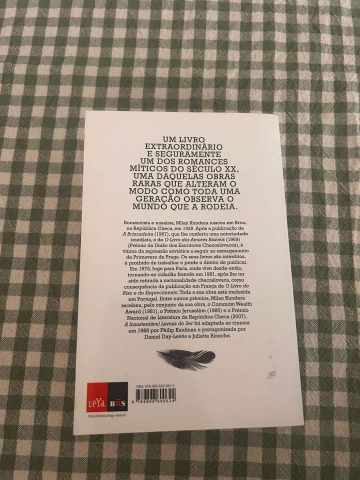 UM LIVRO
EXTRAORDINÁRIO
E SEGURAMENTE
UM DOS ROMANCES
MÍTICOS DO SÉCULO XX,
UMA DAQUELAS OBRAS
RARAS QUE ALTERAM O
MODO COMO TODA UMA
GERAÇÃO OBSERVA O
MUNDO QUE A RODEIA.
Romancista e ensaísta, Milan Kundera nasceu em Brno,
na República Checa, em 1929. Após a publicação de
A Brincadeira (1967), que lhe conferiu uma notoriedade
imediata, e de O Livro dos Amores Risíveis (1969)
(Prémio da União dos Escritores Checoslovacos), é
vítima da repressão soviética a seguir ao esmagamento
da Primavera de Praga. Os seus livros são interditos,
é proibido de trabalhar e perde o direito de publicar.
Em 1975, foge para Paris, onde vive desde então,
tornando-se cidadão francês em 1981, após lhe ter
sido retirada a nacionalidade checoslovaca, como
consequência da publicação em França de O Livro do
Riso e do Esquecimento. Toda a sua obra está traduzida
em Portugal. Entre outros prémios, Milan Kundera
recebeu, pelo conjunto da sua obra, o Common Wealth
Award (1981), o Prémio Jerusalém (1985) e o Prémio
Nacional de Literatura da República Checa (2007).
A Insustentável Leveza do Ser foi adaptado ao cinema
em 1988 por Philip Kaufman e protagonizado por
Daniel Day-Lewis e Juliette Binoche.
LEYA
BIS